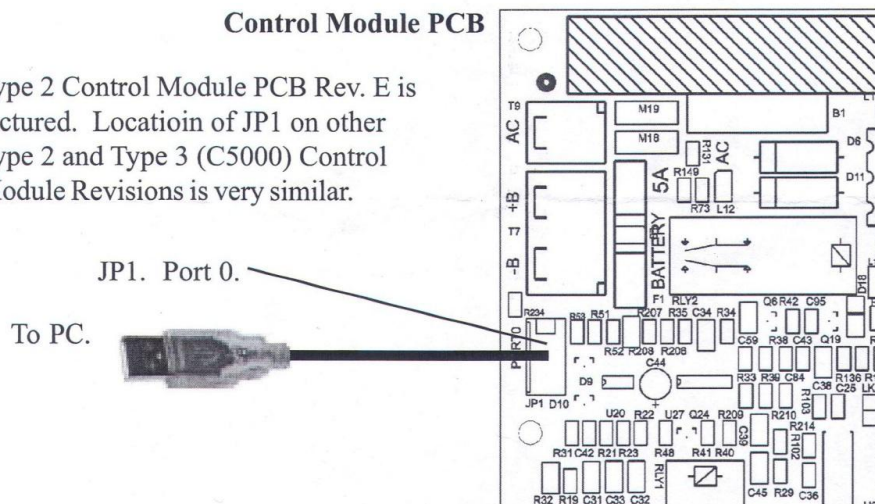 Control Module PCB
ype 2 Control Module PCB Rev. E is
ctured. Locatioin of JP1 on other
ype 2 and Type 3 (C5000) Control
odule Revisions is very similar.
JP1. Port 0.
To PC.
T9
AC
M19
M18
B1
R131
AC
D6
R149
5A
D11
R73 L12
+B
T7
-B
BATTERY
F1 RLY2
D18
R234
R53 R51
R207 R35 C34 R34
Q6 R42 C95
R52 R208 R206
C59 R38 C43 Q19
D9
C44
R33 R39 C84
C38
R136
C25
LK
JP1 D10
R103
R210
U20 R22 U27 Q24 R209
C39
R214
R102
R31 C42 R21 R23 R48 R41 R40
RLY1
R32 R19 C31 C33 C32
C45 R29 C36